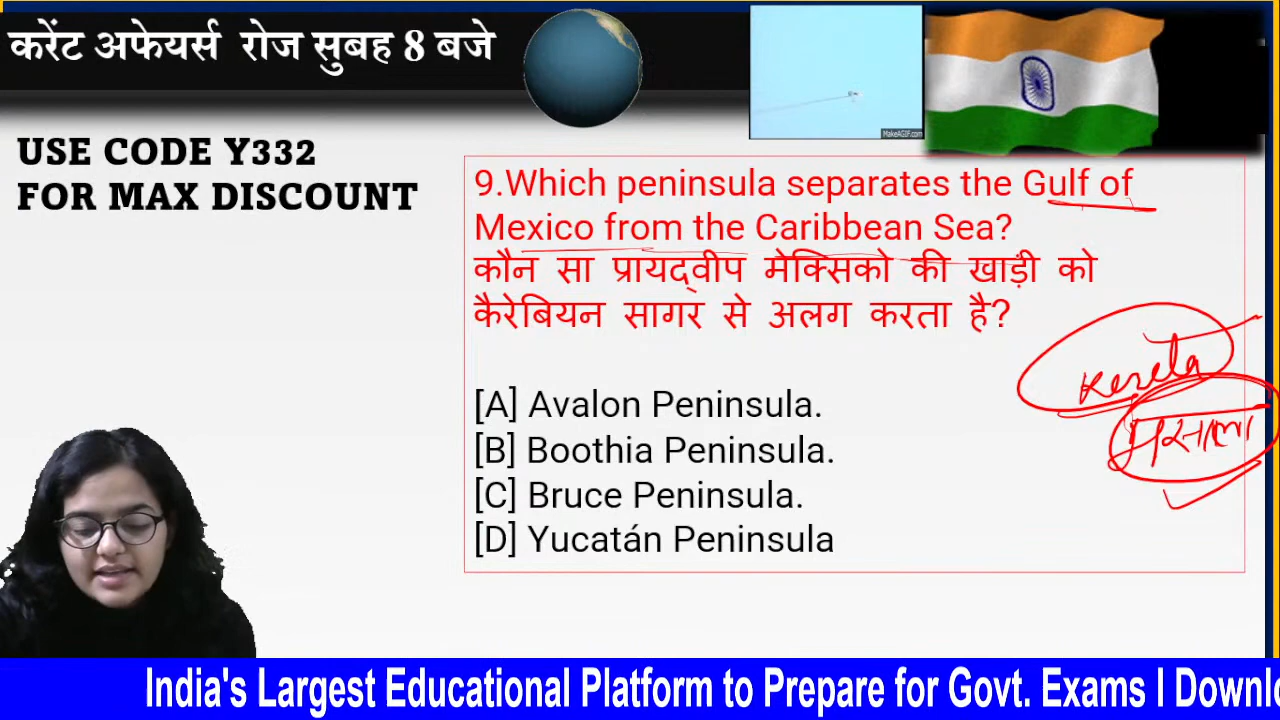 करेंट अफेयर्स रोज सुबह 8 बजे
MakeAGIF.com
USE CODE Y332
FOR MAX DISCOUNT
9.Which peninsula separates the Gulf of
Mexico from the Caribbean Sea?
कौन सा प्रायद्वीप मेक्सिको की खाड़ी को
कैरेबियन सागर से अलग करता है?
[A] Avalon Peninsula.
[B] Boothia Peninsula.
[C] Bruce Peninsula.
[D] Yucatán Peninsula
मसाला
India's Largest Educational Platform to Prepare for Govt. Exams I Downlo